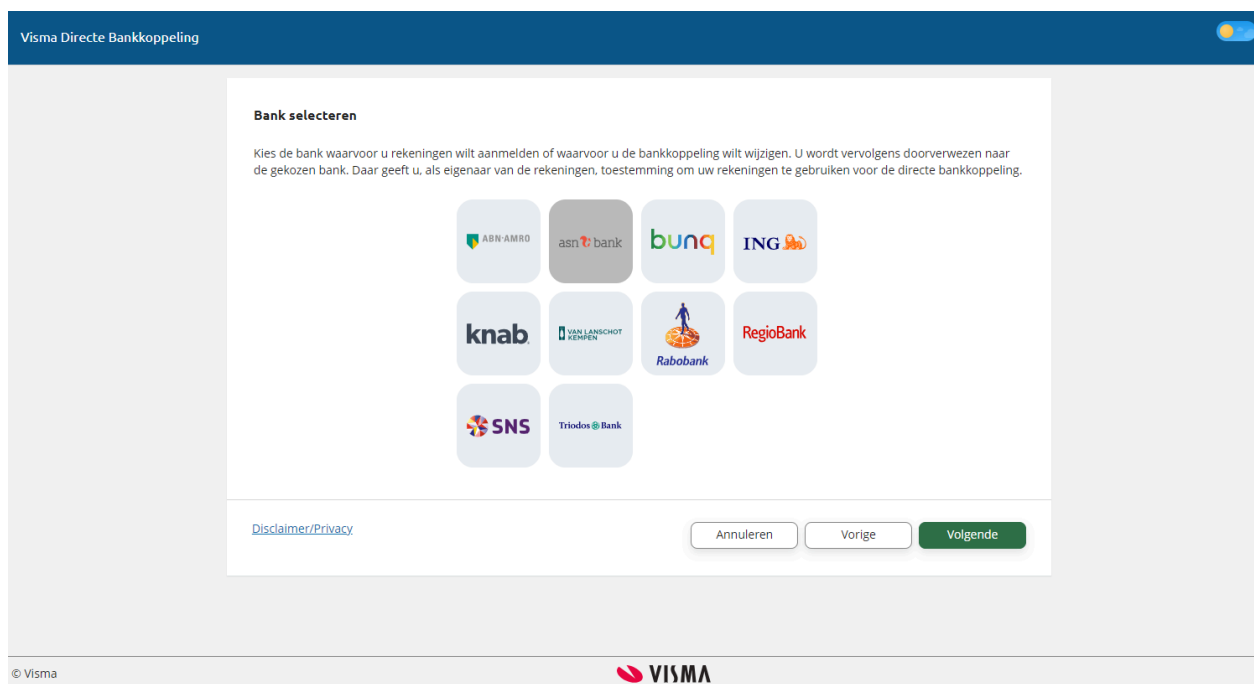 Visma Directe Bankkoppeling
Bank selecteren
Kies de bank waarvoor u rekeningen wilt aanmelden of waarvoor u de bankkoppeling wilt wijzigen. U wordt vervolgens doorverwezen naar
de gekozen bank. Daar geeft u, als eigenaar van de rekeningen, toestemming om uw rekeningen te gebruiken voor de directe bankkoppeling.
ABN·AMRO
asn bank
bunq
ING
knab.
VAN LANSCHOT
KEMPEN
Rabobank
RegioBank
SNS
Triodos Bank
Disclaimer/Privacy
Annuleren
Vorige
Volgende
© Visma
VISMA